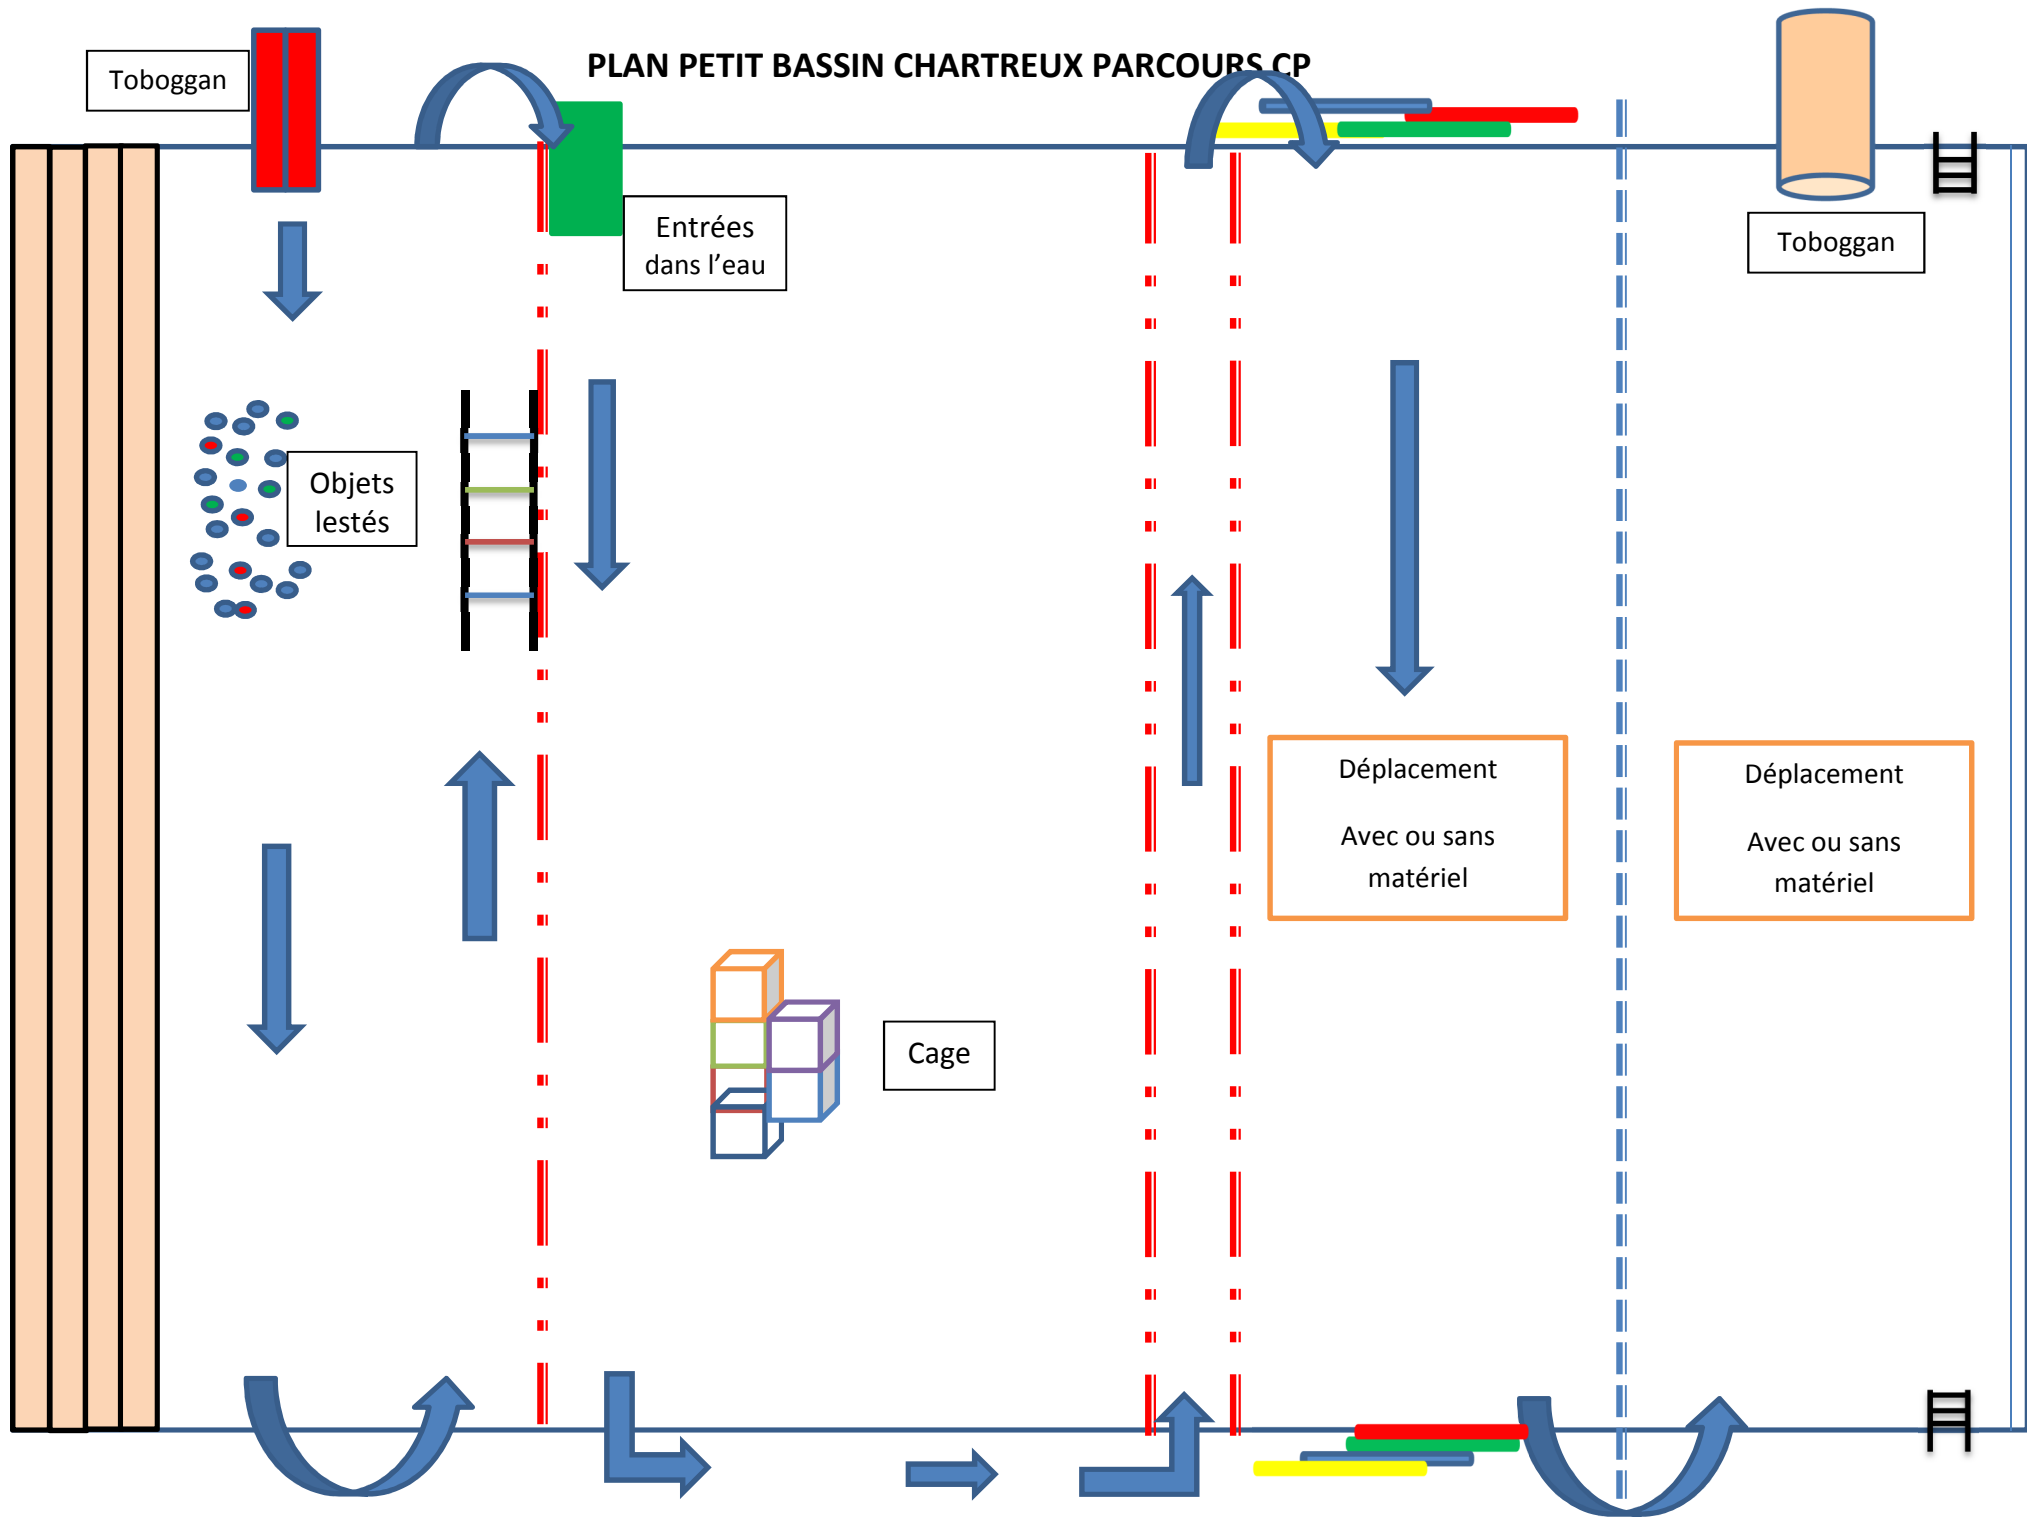 PLAN PETIT BASSIN CHARTREUX PARCOURS CP
Toboggan
Entrées
dans l'eau
Toboggan
Objets
lestés
Déplacement
Avec ou sans
matériel
Déplacement
Avec ou sans
matériel
Cage